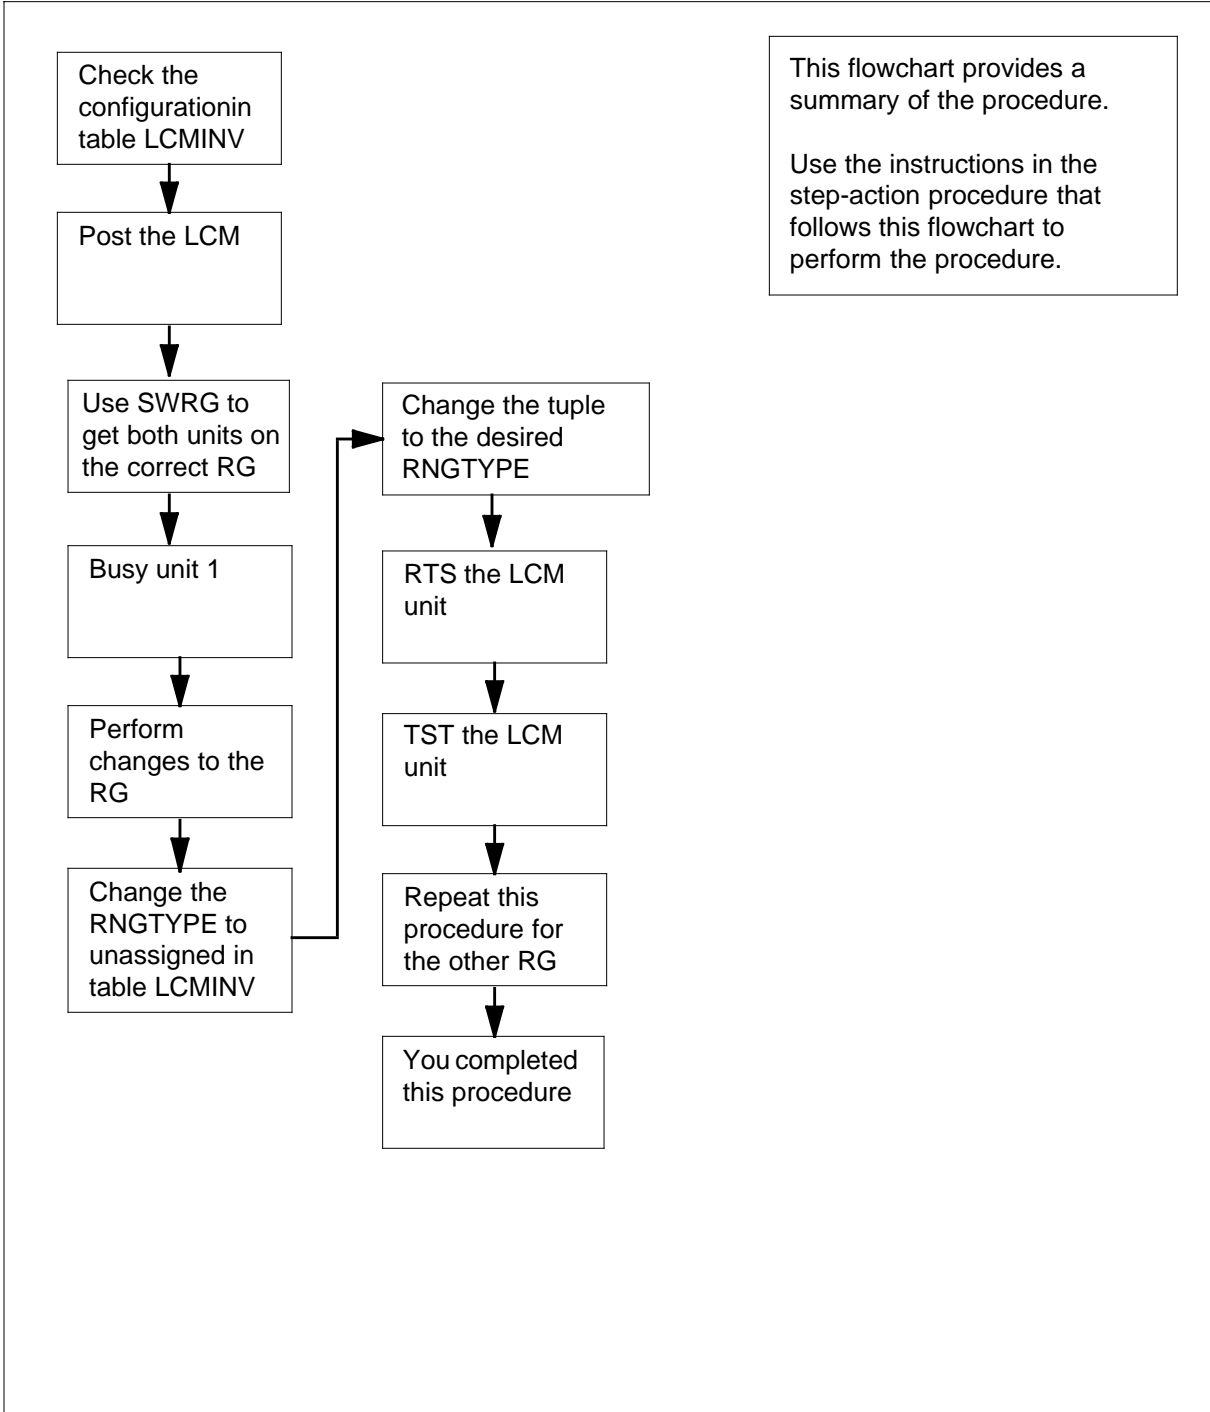 Check the
configurationin
table LCMINV
Post the LCM
Use SWRG to
get both units on
the correct RG
Busy unit 1
Perform
changes to the
RG
Change the
RNGTYPE to
unassigned in
table LCMINV
Change the tuple
to the desired
RNGTYPE
RTS the LCM
unit
TST the LCM
unit
Repeat this
procedure for
the other RG
You completed
this procedure
This flowchart provides a
summary of the procedure.
Use the instructions in the
step-action procedure that
follows this flowchart to
perform the procedure.